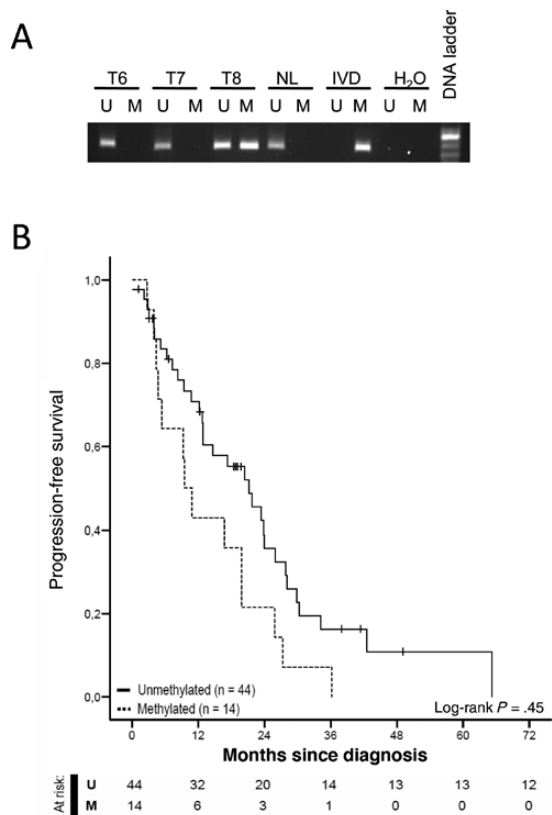 A
T6 T7 T8 NL IVD H₂O DNA ladder
U M U M U M U M U M U M
B
Progression-free survival
1,0
0,8
0,6
0,4
0,2
0,0
Unmethylated (n = 44)
Methylated (n = 14)
Log-rank P = .45
0 12 24 36 48 60 72
Months since diagnosis
At risk:
U 44 32 20 14 13 13 12
M 14 6 3 1 0 0 0